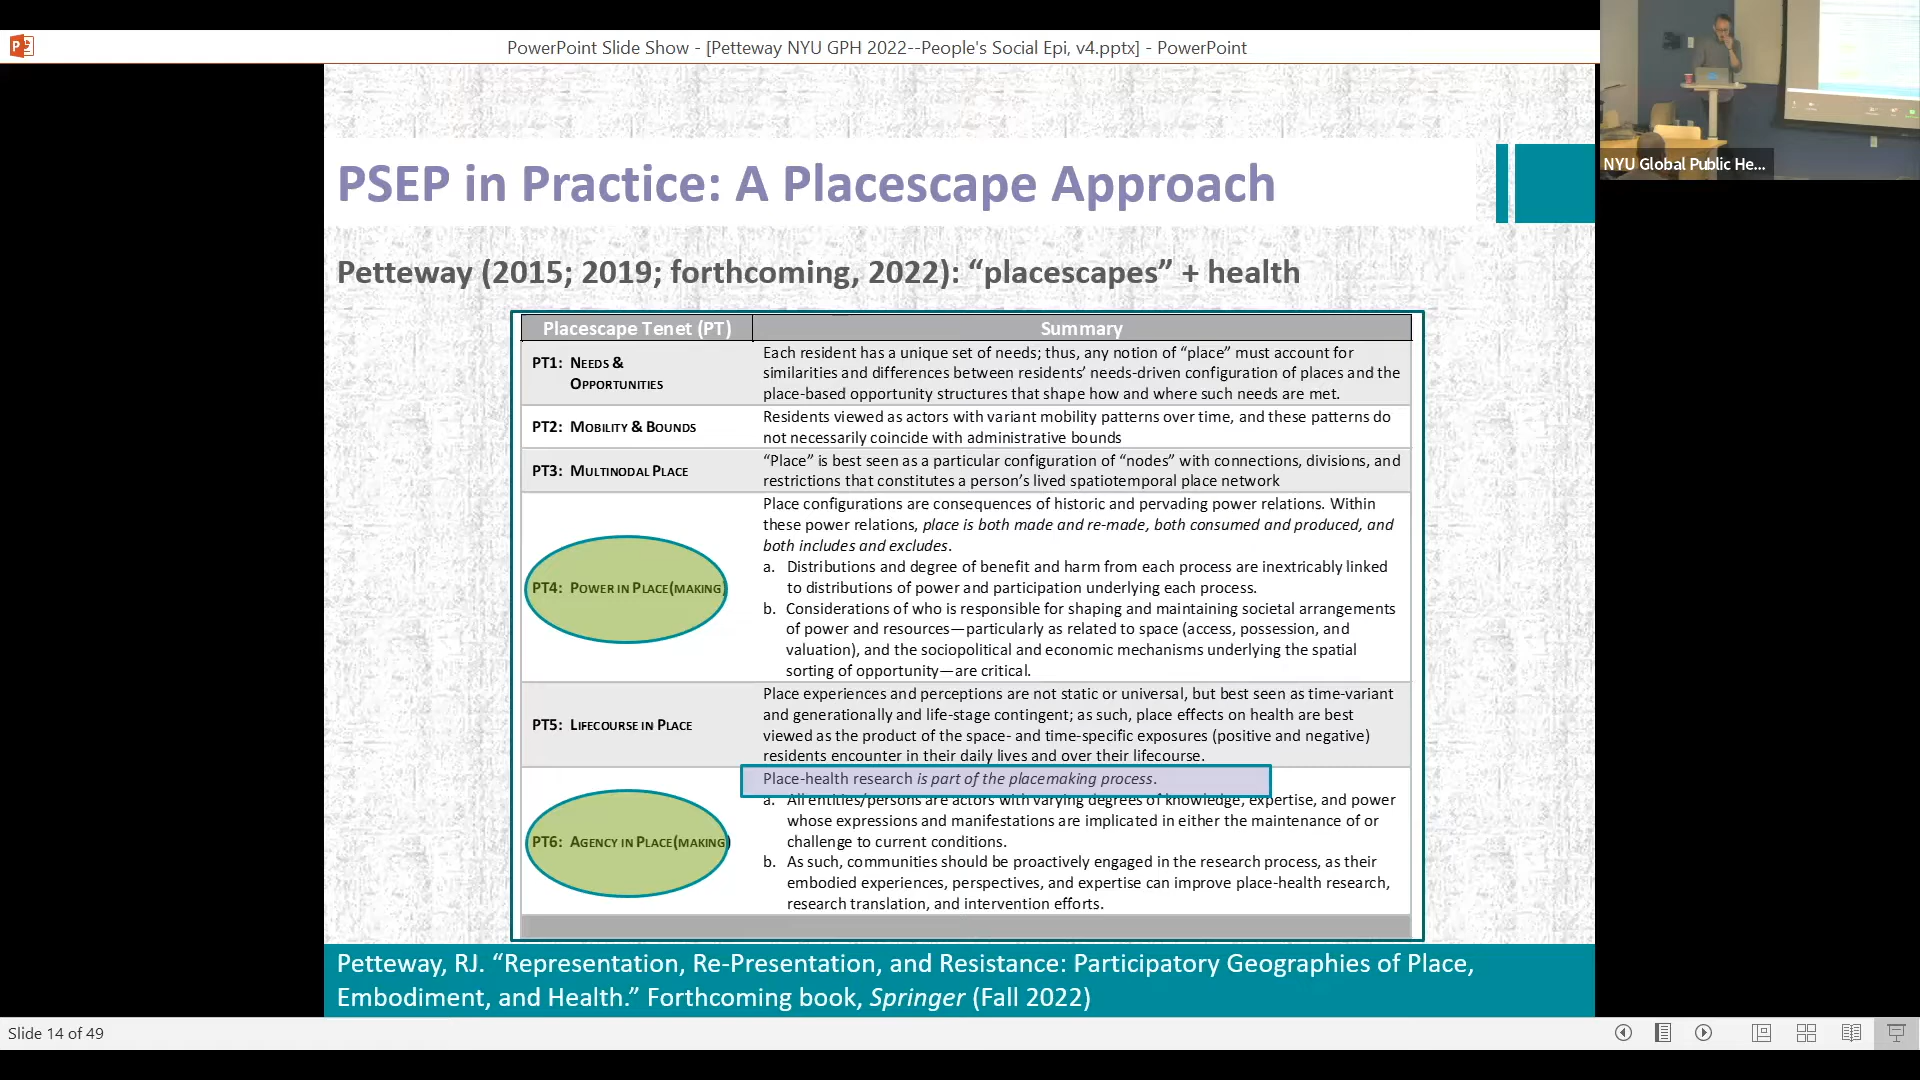 PowerPoint Slide Show - [Petteway NYU GPH 2022--People's Social Epi, v4.pptx] - PowerPoint
NYU Global Public He...
PSEP in Practice: A Placescape Approach
Petteway (2015; 2019; forthcoming, 2022): “placescapes” + health
Placescape Tenet (PT)
Summary
PT1: NEEDS &
OPPORTUNITIES
Each resident has a unique set of needs; thus, any notion of “place” must account for
similarities and differences between residents’ needs-driven configuration of places and the
place-based opportunity structures that shape how and where such needs are met.
PT2: MOBILITY & BOUNDS
Residents viewed as actors with variant mobility patterns over time, and these patterns do
not necessarily coincide with administrative bounds
PT3: MULTINODAL PLACE
“Place” is best seen as a particular configuration of “nodes” with connections, divisions, and
restrictions that constitutes a person’s lived spatiotemporal place network
PT4: POWER IN PLACE(MAKING)
Place configurations are consequences of historic and pervading power relations. Within
these power relations, place is both made and re-made, both consumed and produced, and
both includes and excludes.
a. Distributions and degree of benefit and harm from each process are inextricably linked
to distributions of power and participation underlying each process.
b. Considerations of who is responsible for shaping and maintaining societal arrangements
of power and resources—particularly as related to space (access, possession, and
valuation), and the sociopolitical and economic mechanisms underlying the spatial
sorting of opportunity—are critical.
PT5: LIFECOURSE IN PLACE
Place experiences and perceptions are not static or universal, but best seen as time-variant
and generationally and life-stage contingent; as such, place effects on health are best
viewed as the product of the space- and time-specific exposures (positive and negative)
residents encounter in their daily lives and over their lifecourse.
PT6: AGENCY IN PLACE(MAKING)
Place-health research is part of the placemaking process.
a. All entities/persons are actors with varying degrees of knowledge, expertise, and power
whose expressions and manifestations are implicated in either the maintenance of or
challenge to current conditions.
b. As such, communities should be proactively engaged in the research process, as their
embodied experiences, perspectives, and expertise can improve place-health research,
research translation, and intervention efforts.
Petteway, RJ. “Representation, Re-Presentation, and Resistance: Participatory Geographies of Place,
Embodiment, and Health.” Forthcoming book, Springer (Fall 2022)
Slide 14 of 49